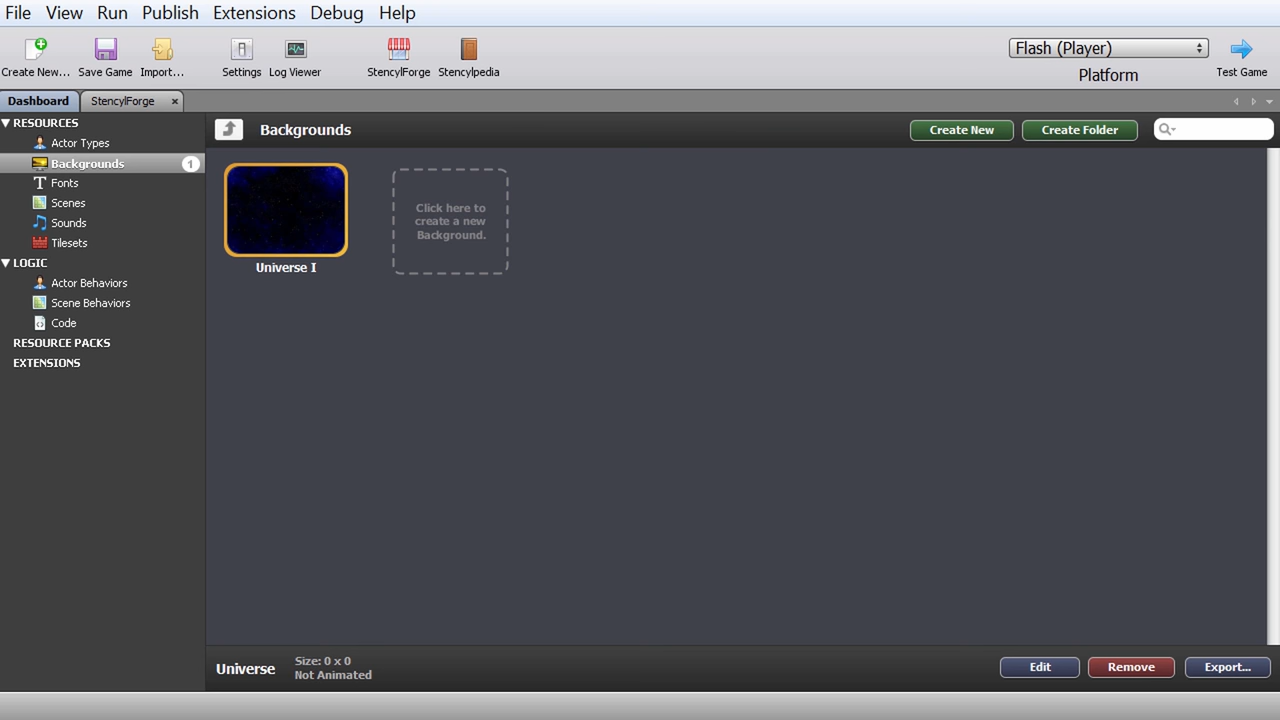 File View Run Publish Extensions Debug Help
Create New... Save Game Import... Settings Log Viewer StencylForge Stencylpedia Flash (Player) Platform Test Game
Dashboard StencylForge
RESOURCES
Actor Types
Backgrounds 1
Fonts
Scenes
Sounds
Tilesets
LOGIC
Actor Behaviors
Scene Behaviors
Code
RESOURCE PACKS
EXTENSIONS
Backgrounds Create New Create Folder
Universe I
Click here to
create a new
Background.
Universe
Size: 0 x 0
Not Animated
Edit Remove Export...